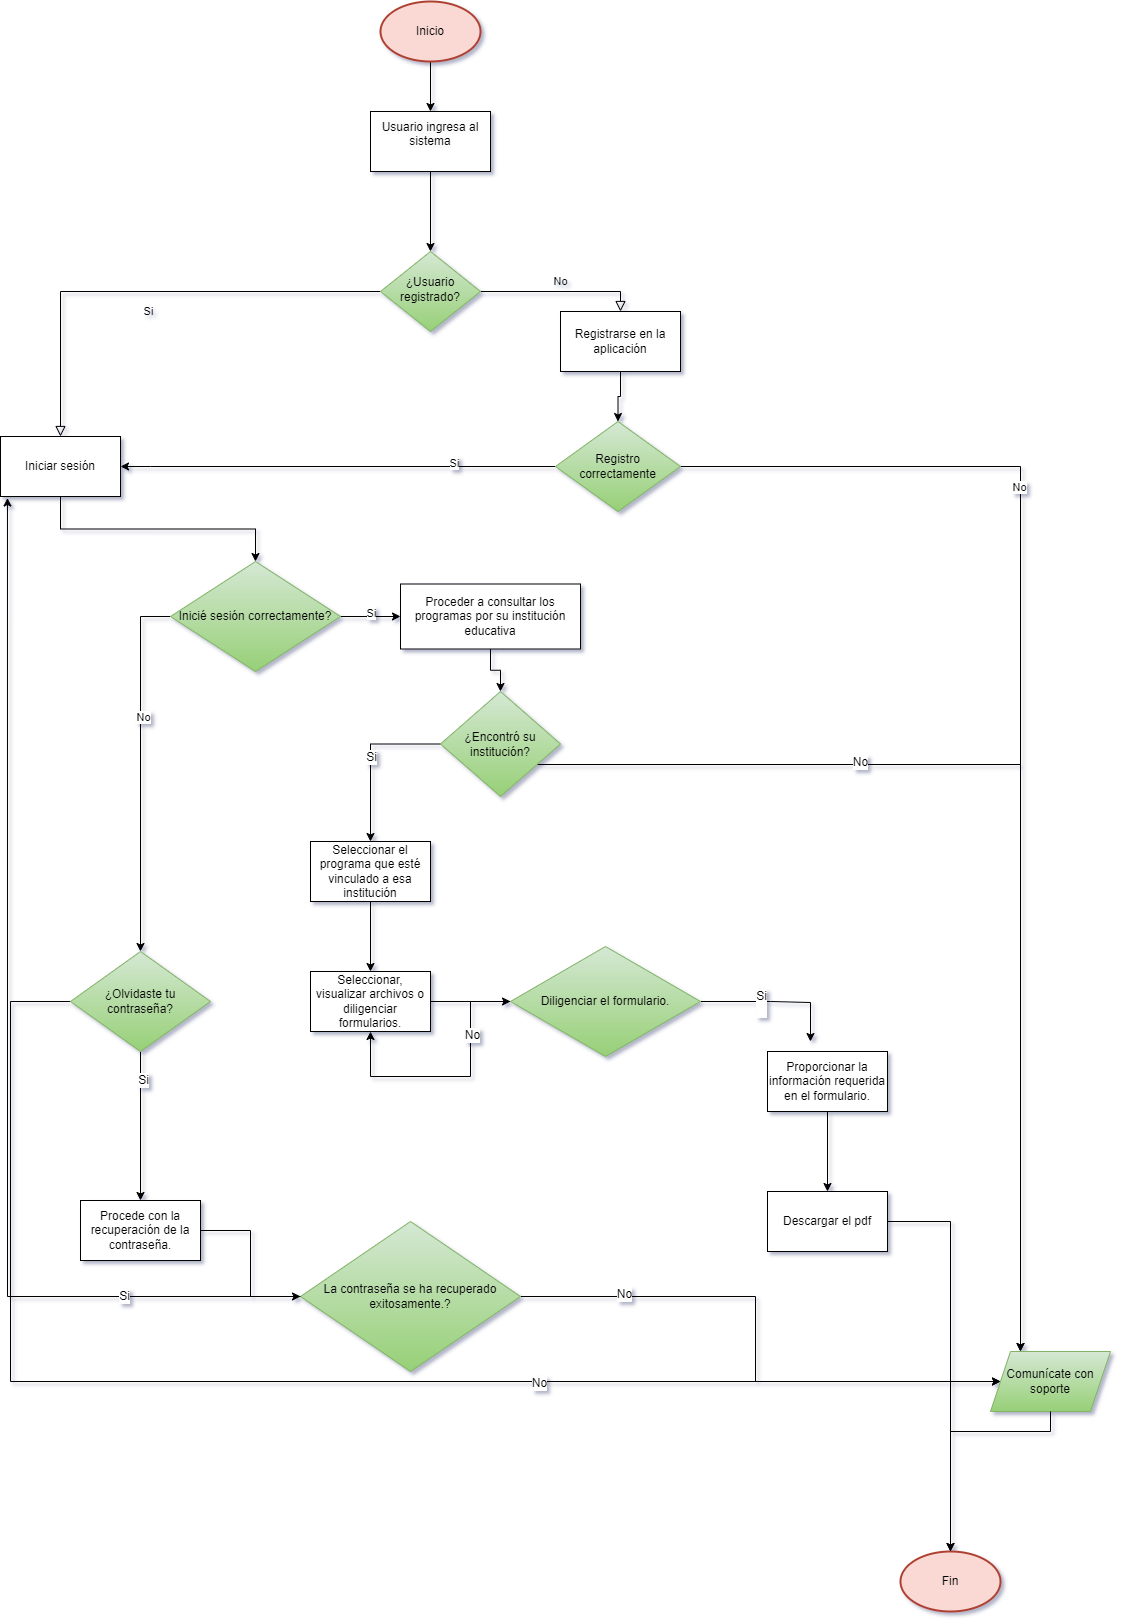 Inicio
Usuario ingresa al
sistema
¿Usuario
registrado?
No
Si
Registrarse en la
aplicación
Iniciar sesión
Si
Registro
correctamente
No
Inicié sesión correctamente?
Si
Proceder a consultar los
programas por su institución
educativa
No
¿Encontró su
institución?
Si
No
Seleccionar el
programa que esté
vinculado a esa
institución
¿Olvidaste tu
contraseña?
Seleccionar,
visualizar archivos o
diligenciar
formularios.
No
Diligenciar el formulario.
Si
Proporcionar la
información requerida
en el formulario.
Si
Procede con la
recuperación de la
contraseña.
Descargar el pdf
Si
La contraseña se ha recuperado
exitosamente.?
No
No
Comunícate con
soporte
Fin